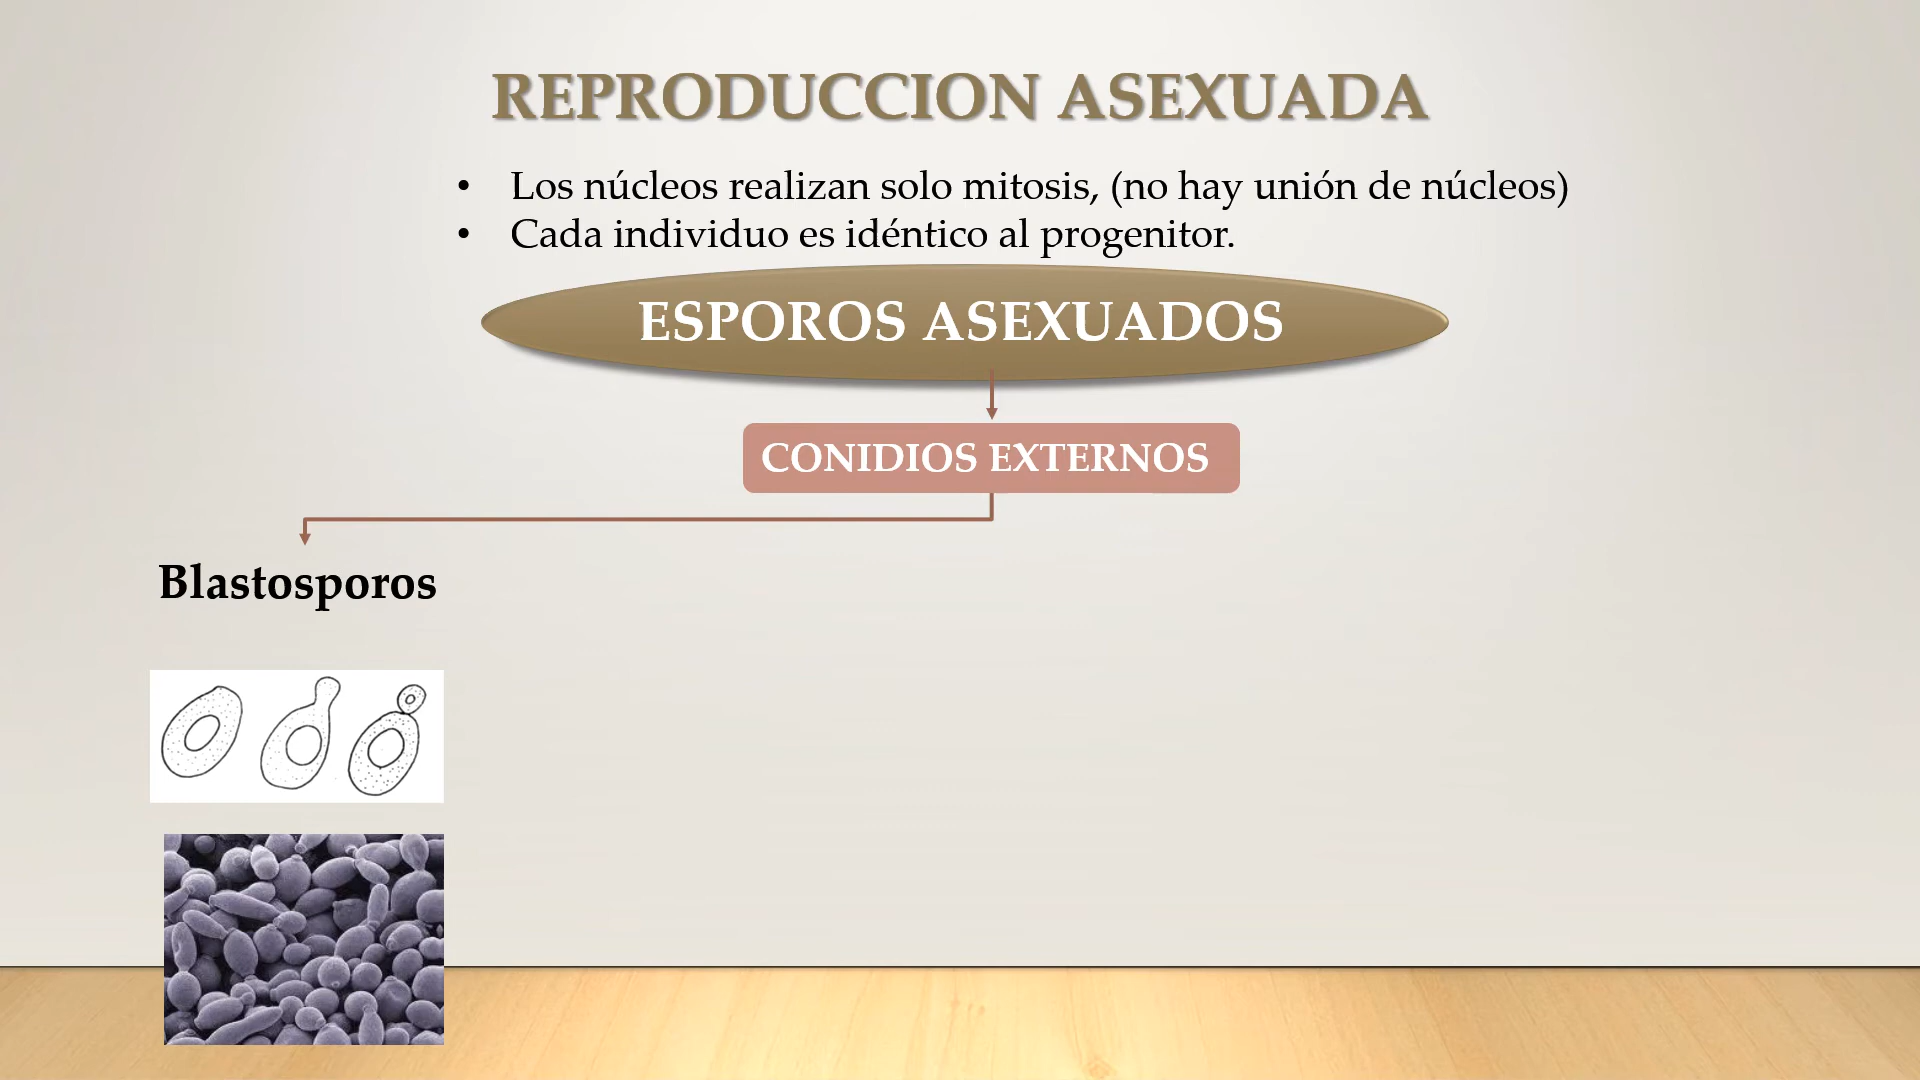 REPRODUCCION ASEXUADA
• Los núcleos realizan solo mitosis, (no hay unión de núcleos)
• Cada individuo es idéntico al progenitor.
ESPOROS ASEXUADOS
CONIDIOS EXTERNOS
Blastosporos